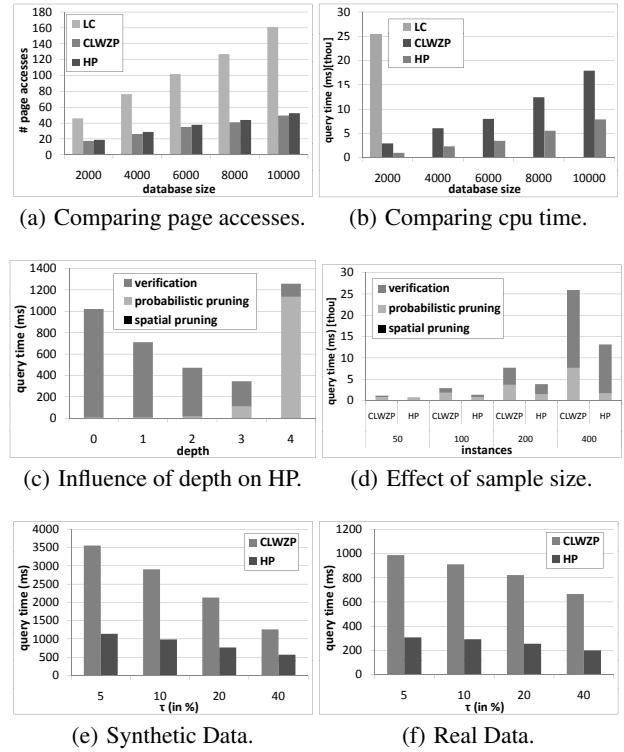 180
160
140
120
100
80
60
40
20
0
# page accesses
LC
CLWZP
HP
2000 4000 6000 8000 10000
database size
(a) Comparing page accesses.
30
25
20
15
10
5
0
query time (ms)[thou]
LC
CLWZP
HP
2000 4000 6000 8000 10000
database size
(b) Comparing cpu time.
1400
1200
1000
800
600
400
200
0
query time (ms)
verification
probabilistic pruning
spatial pruning
0 1 2 3 4
depth
(c) Influence of depth on HP.
30
25
20
15
10
5
0
query time (ms) [thou]
verification
probabilistic pruning
spatial pruning
CLWZP HP CLWZP HP CLWZP HP CLWZP HP
50 100 200 400
instances
(d) Effect of sample size.
4000
3500
3000
2500
2000
1500
1000
500
0
query time (ms)
CLWZP
HP
5 10 20 40
τ (in %)
(e) Synthetic Data.
1200
1000
800
600
400
200
0
query time (ms)
CLWZP
HP
5 10 20 40
τ (in %)
(f) Real Data.